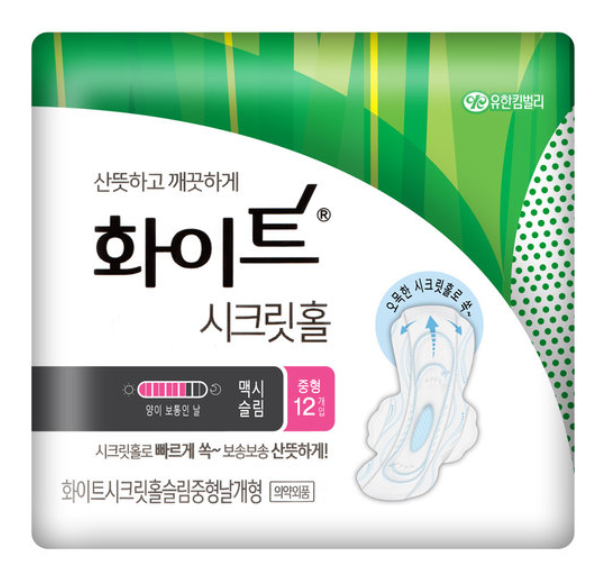 유한킴벌리
산뜻하고 깨끗하게
화이트®
시크릿홀
오목한 시크릿홀로 쏙~
맥시
슬림
양이 보통인 날
중형
12개입
시크릿홀로 빠르게 쏙~ 보송보송 산뜻하게!
화이트시크릿홀슬림중형날개형 의약외품